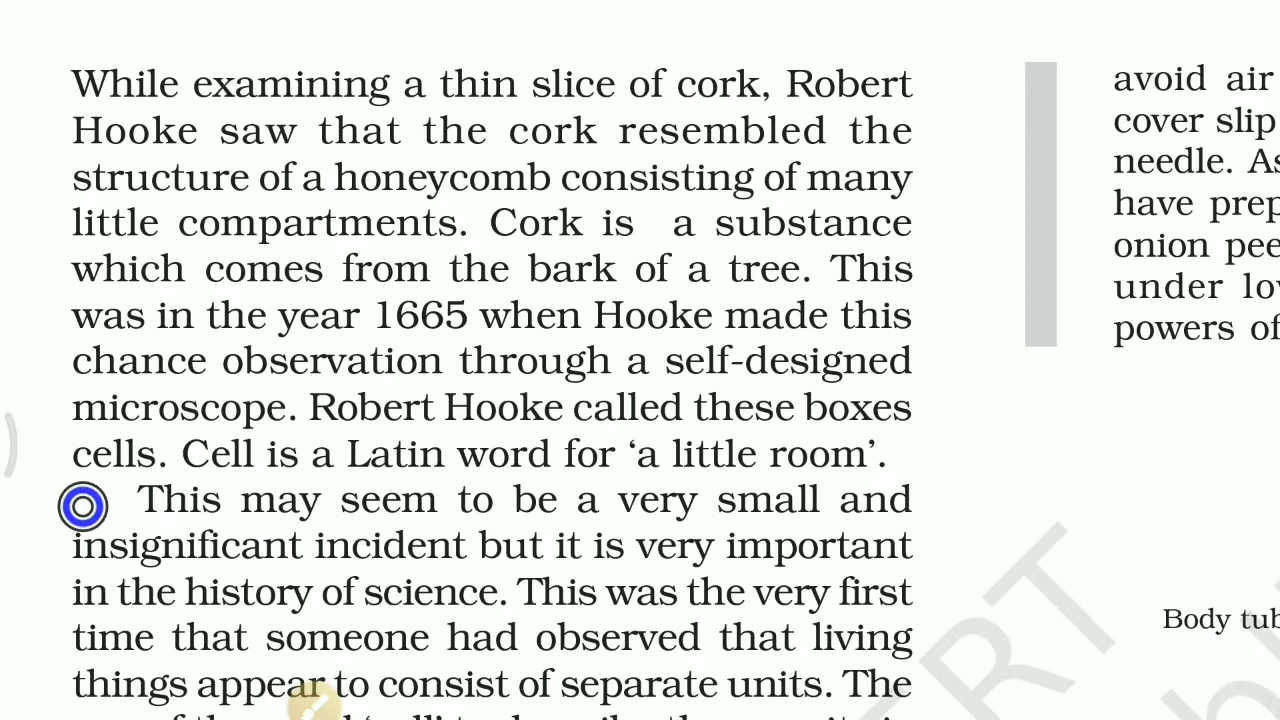 While examining a thin slice of cork, Robert
Hooke saw that the cork resembled the
structure of a honeycomb consisting of many
little compartments. Cork is a substance
which comes from the bark of a tree. This
was in the year 1665 when Hooke made this
chance observation through a self-designed
microscope. Robert Hooke called these boxes
cells. Cell is a Latin word for ‘a little room’.
This may seem to be a very small and
insignificant incident but it is very important
in the history of science. This was the very first
time that someone had observed that living
things appear to consist of separate units. The
avoid air
cover slip
needle. As
have prep
onion pee
under lov
powers of
Body tub
ERT